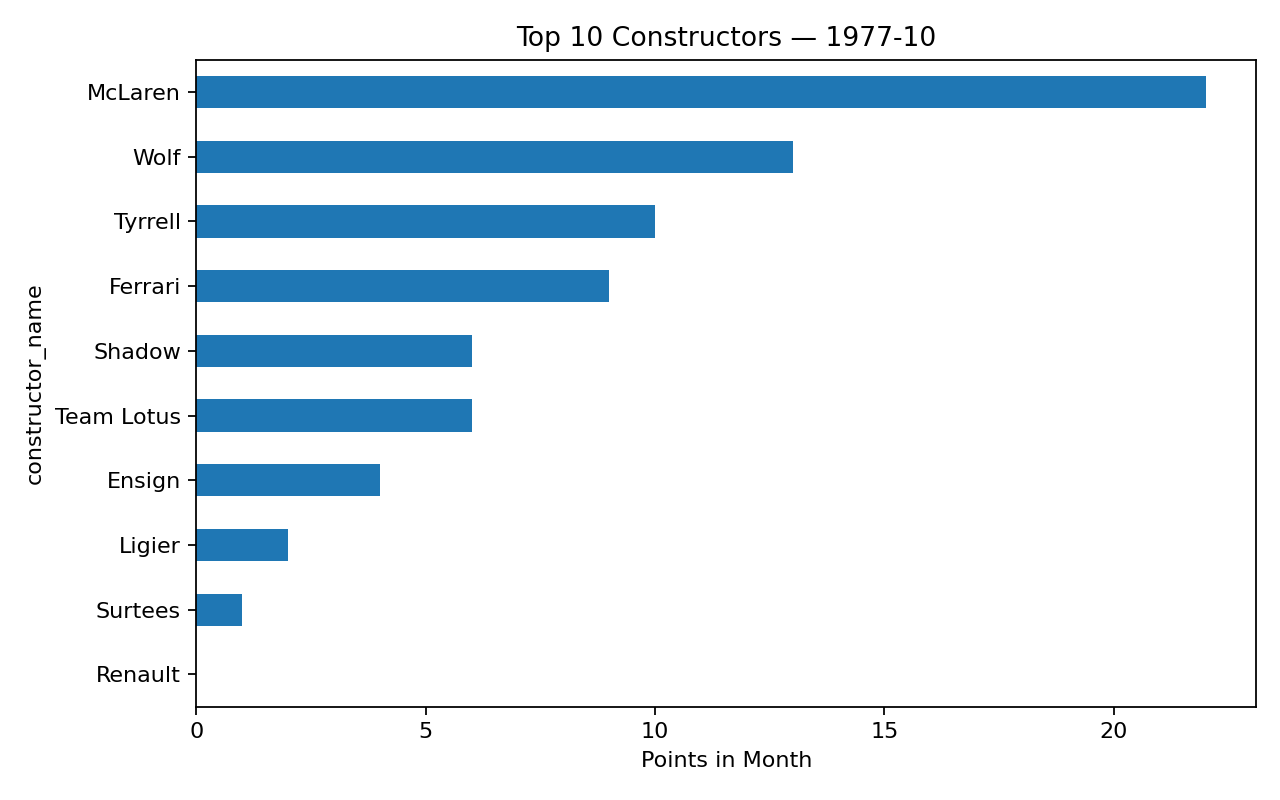 Top 10 Constructors — 1977-10
constructor_name
McLaren
Wolf
Tyrrell
Ferrari
Shadow
Team Lotus
Ensign
Ligier
Surtees
Renault
0 5 10 15 20
Points in Month